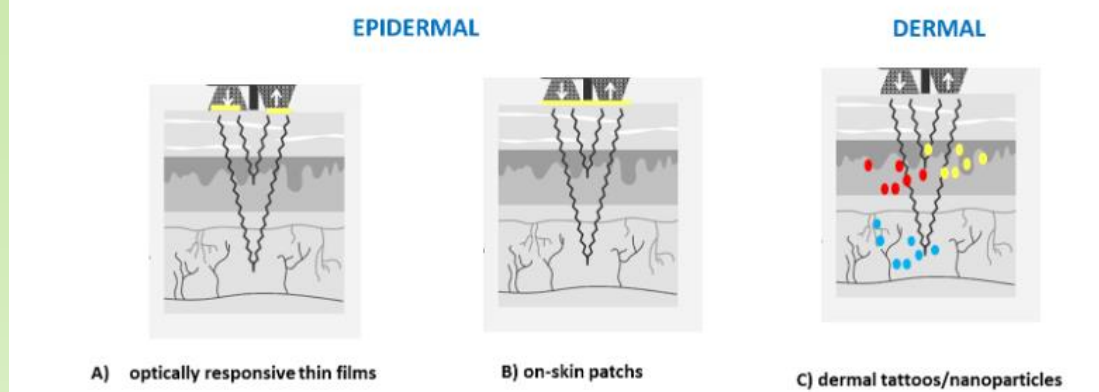 EPIDERMAL
DERMAL
A) optically responsive thin films
B) on-skin patchs
C) dermal tattoos/nanoparticles